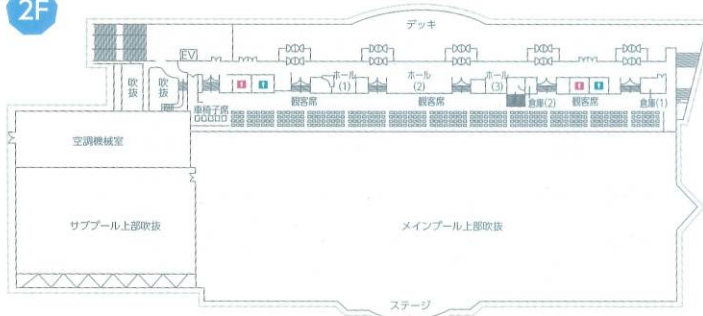 2F
デッキ
EV
吹抜
吹抜
ホール(1)
ホール(2)
ホール(3)
観客席
観客席
倉庫(2)
観客席
倉庫(1)
車椅子席
空調機械室
サブプール上部吹抜
メインプール上部吹抜
ステージ